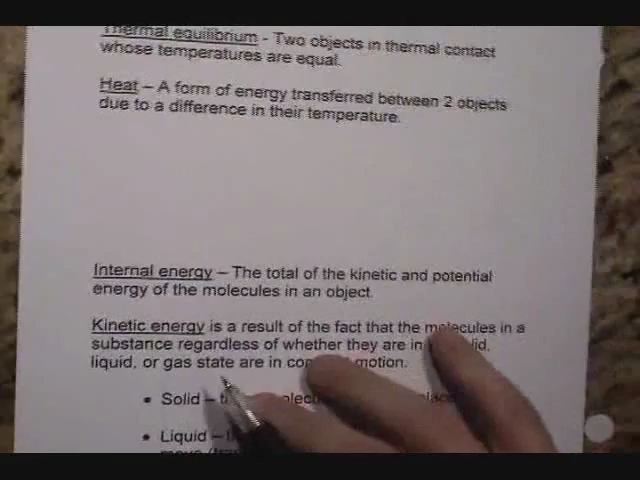 Thermal equilibrium - Two objects in thermal contact
whose temperatures are equal.
Heat – A form of energy transferred between 2 objects
due to a difference in their temperature.
Internal energy – The total of the kinetic and potential
energy of the molecules in an object.
Kinetic energy is a result of the fact that the molecules in a
substance regardless of whether they are in solid,
liquid, or gas state are in motion.
• Solid –
• Liquid –